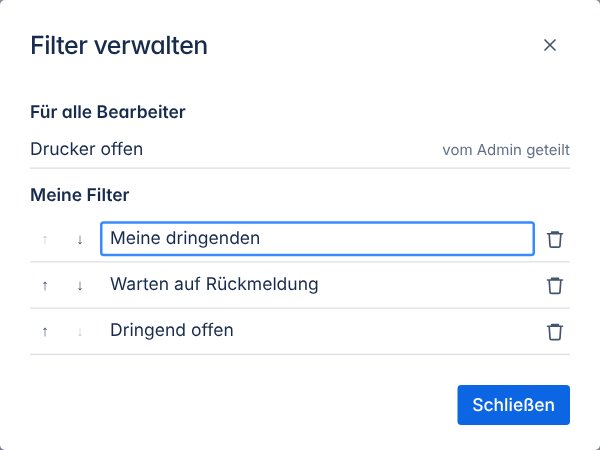 Filter verwalten
Für alle Bearbeiter
Drucker offen vom Admin geteilt
Meine Filter
↑ ↓ Meine dringenden
↑ ↓ Warten auf Rückmeldung
↑ ↓ Dringend offen
Schließen